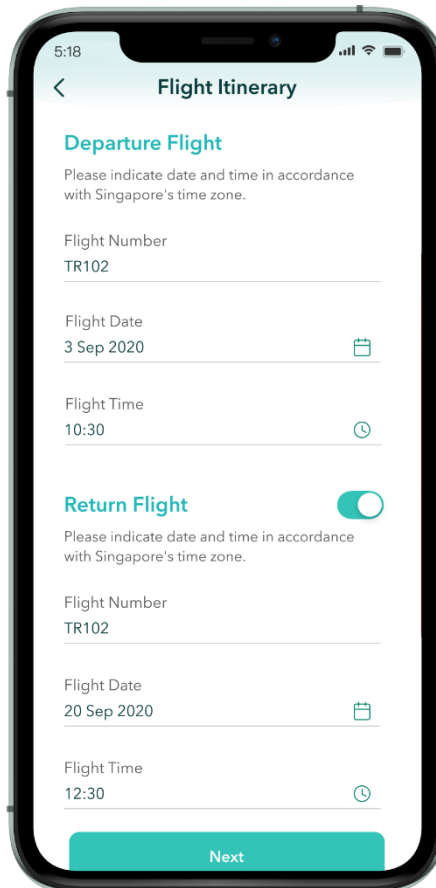 5:18
Flight Itinerary
Departure Flight
Please indicate date and time in accordance
with Singapore's time zone.
Flight Number
TR102
Flight Date
3 Sep 2020
Flight Time
10:30
Return Flight
Please indicate date and time in accordance
with Singapore's time zone.
Flight Number
TR102
Flight Date
20 Sep 2020
Flight Time
12:30
Next